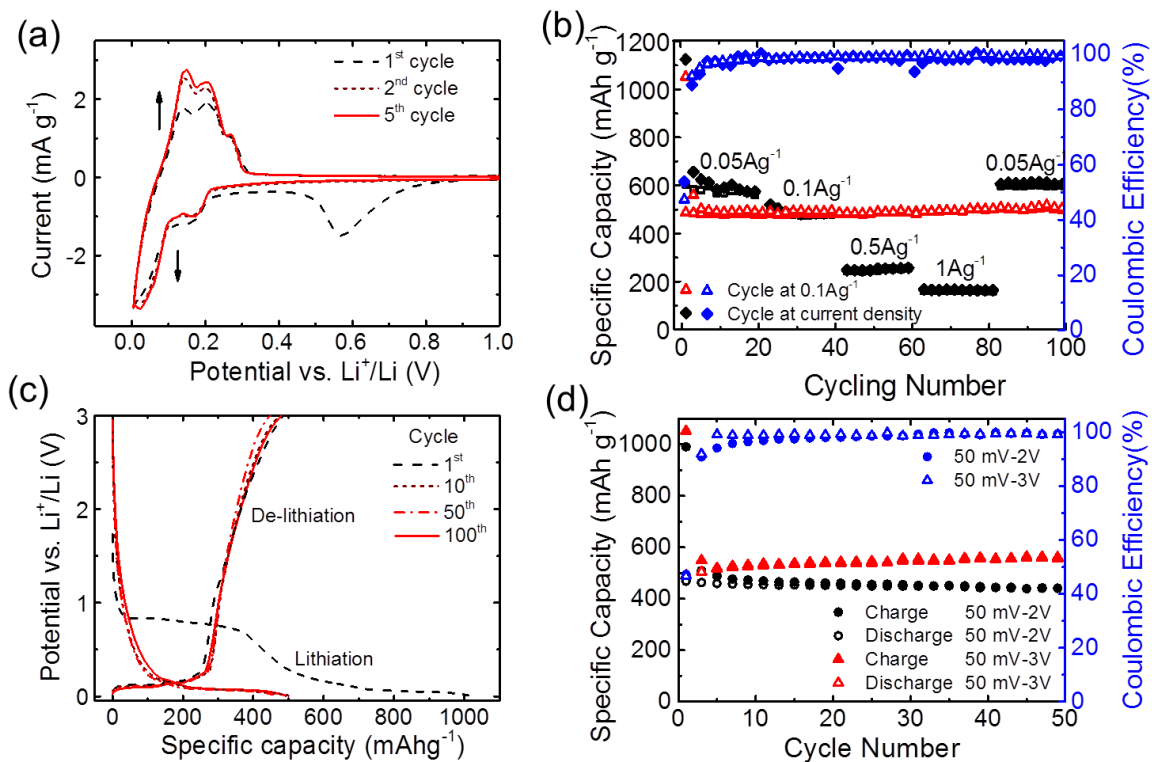 (a)
Current (mA g⁻¹)
2
0
-2
1ˢᵗ cycle
2ⁿᵈ cycle
5ᵗʰ cycle
0.0 0.2 0.4 0.6 0.8 1.0
Potential vs. Li⁺/Li (V)
(b)
Specific Capacity (mAh g⁻¹)
1200
1000
800
600
400
200
0
0.05Ag⁻¹
0.1Ag⁻¹
0.05Ag⁻¹
0.5Ag⁻¹
1Ag⁻¹
Cycle at 0.1Ag⁻¹
Cycle at current density
0 20 40 60 80 100
Cycling Number
100
80
60
40
20
0
Coulombic Efficiency(%)
(c)
Potential vs. Li⁺/Li (V)
3
2
1
0
Cycle
1ˢᵗ
10ᵗʰ
50ᵗʰ
100ᵗʰ
De-lithiation
Lithiation
0 200 400 600 800 1000
Specific capacity (mAhg⁻¹)
(d)
Specific Capacity (mAh g⁻¹)
1000
800
600
400
200
0
50 mV-2V
50 mV-3V
Charge 50 mV-2V
Discharge 50 mV-2V
Charge 50 mV-3V
Discharge 50 mV-3V
0 10 20 30 40 50
Cycle Number
100
80
60
40
20
0
Coulombic Efficiency(%)